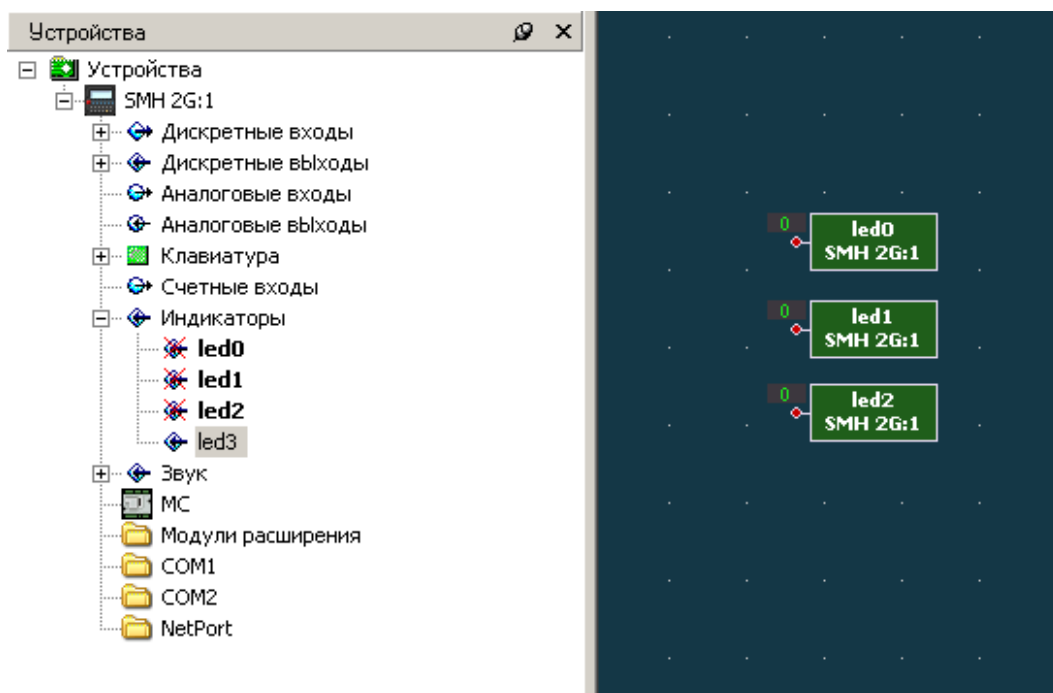 Устройства
Устройства
SMH 2G:1
Дискретные входы
Дискретные вЫходы
Аналоговые входы
Аналоговые вЫходы
Клавиатура
Счетные входы
Индикаторы
led0
led1
led2
led3
Звук
MC
Модули расширения
COM1
COM2
NetPort
0
led0
SMH 2G:1
0
led1
SMH 2G:1
0
led2
SMH 2G:1